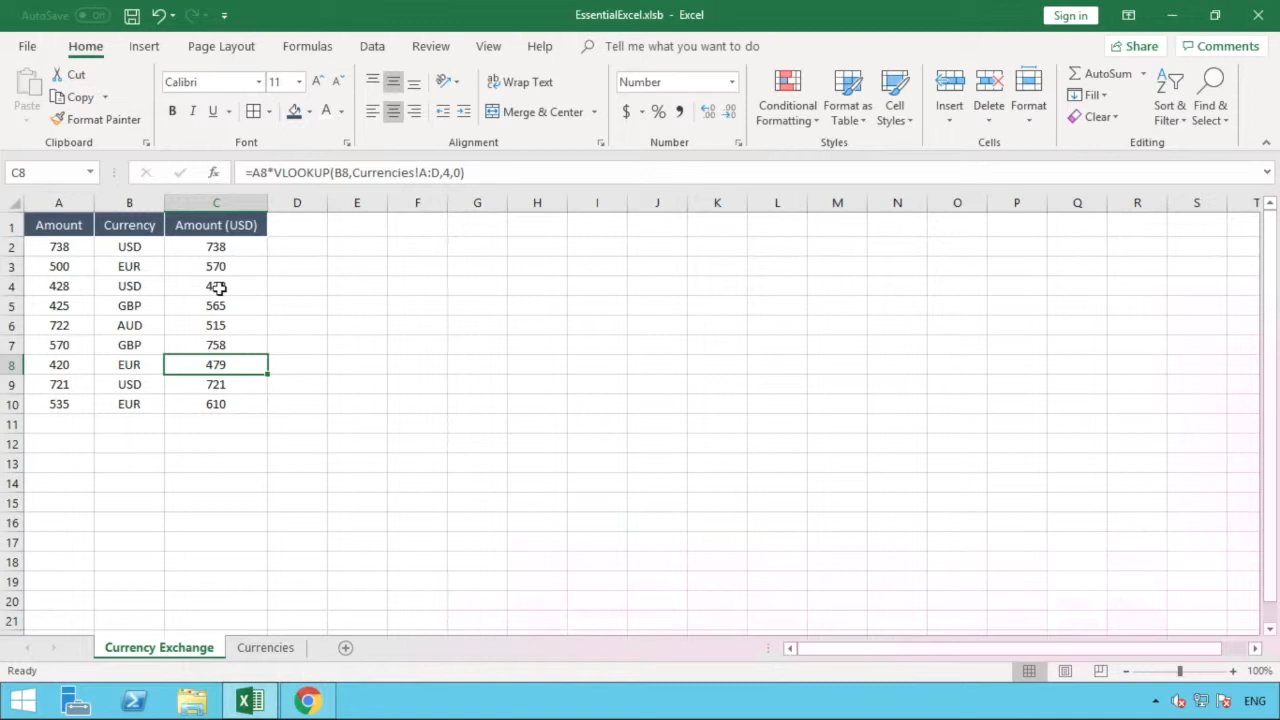 AutoSave Off EssentialExcel.xlsb - Excel Sign in
File Home Insert Page Layout Formulas Data Review View Help Tell me what you want to do Share Comments
Paste Cut Copy Format Painter Clipboard
Calibri 11 B I U Font
Wrap Text Merge & Center Alignment
Number $ % Number
Conditional Formatting Format as Table Cell Styles Styles
Insert Delete Format Cells
AutoSum Fill Clear Sort & Filter Find & Select Editing
C8 fx =A8*VLOOKUP(B8,Currencies!A:D,4,0)
A B C D E F G H I J K L M N O P Q R S T
1 Amount Currency Amount (USD)
2 738 USD 738
3 500 EUR 570
4 428 USD
5 425 GBP 565
6 722 AUD 515
7 570 GBP 758
8 420 EUR 479
9 721 USD 721
10 535 EUR 610
11
12
13
14
15
16
17
18
19
20
21
Currency Exchange Currencies
Ready 100%
ENG